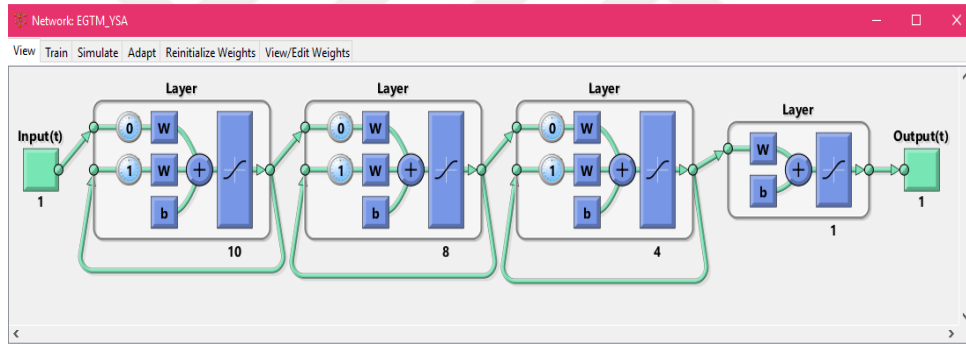 Network: EGTM_YSA
View Train Simulate Adapt Reinitialize Weights View/Edit Weights
Layer Layer Layer Layer
Input(t) Output(t)
0 W 0 W 0 W W
1 W 1 W 1 W b
+ + + +
b b b
1 10 8 4 1 1